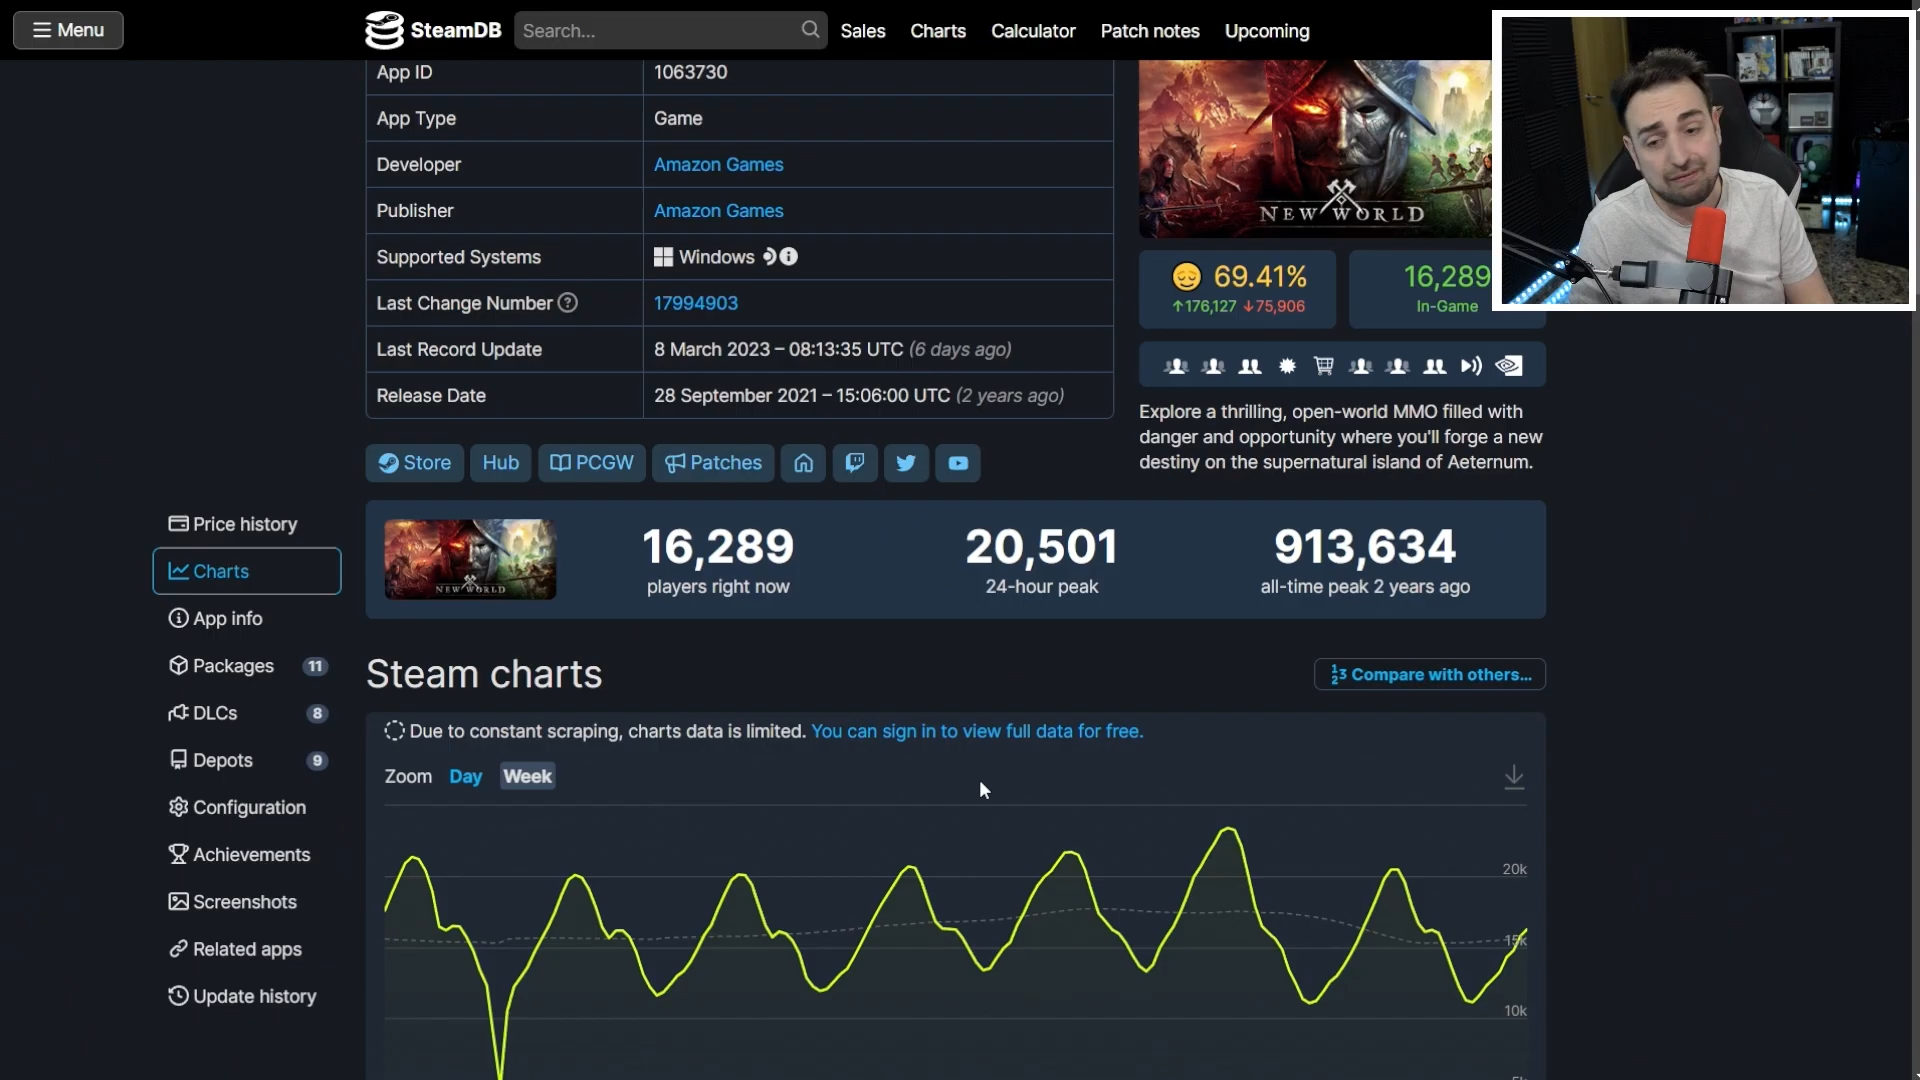 Menu
SteamDB
Search...
Sales
Charts
Calculator
Patch notes
Upcoming
App ID 1063730
App Type Game
Developer Amazon Games
Publisher Amazon Games
Supported Systems Windows
Last Change Number 17994903
Last Record Update 8 March 2023 – 08:13:35 UTC (6 days ago)
Release Date 28 September 2021 – 15:06:00 UTC (2 years ago)
NEW WORLD
69.41%
↑176,127 ↓75,906
16,289
In-Game
Explore a thrilling, open-world MMO filled with
danger and opportunity where you'll forge a new
destiny on the supernatural island of Aeternum.
Store
Hub
PCGW
Patches
Price history
Charts
App info
Packages 11
DLCs 8
Depots 9
Configuration
Achievements
Screenshots
Related apps
Update history
NEW WORLD
16,289
players right now
20,501
24-hour peak
913,634
all-time peak 2 years ago
Steam charts
Compare with others...
Due to constant scraping, charts data is limited. You can sign in to view full data for free.
Zoom Day Week
20k
15k
10k